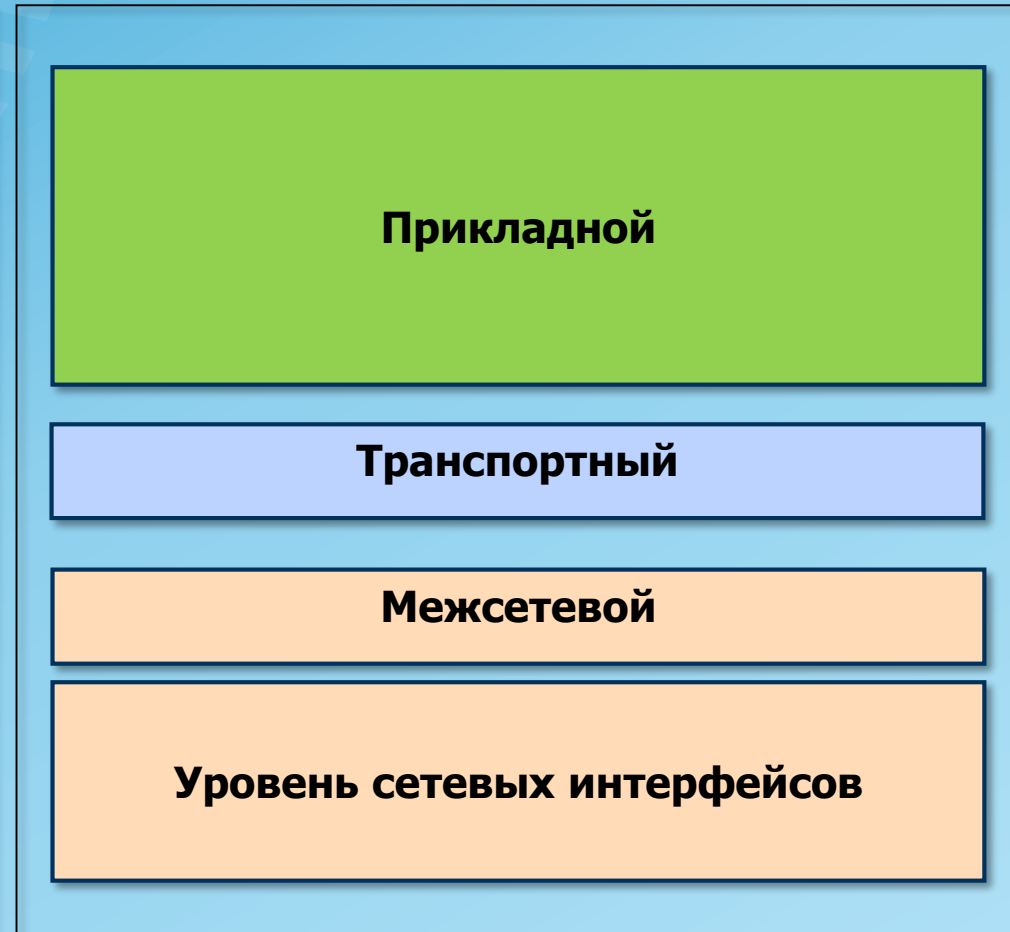 Прикладной
Транспортный
Межсетевой
Уровень сетевых интерфейсов